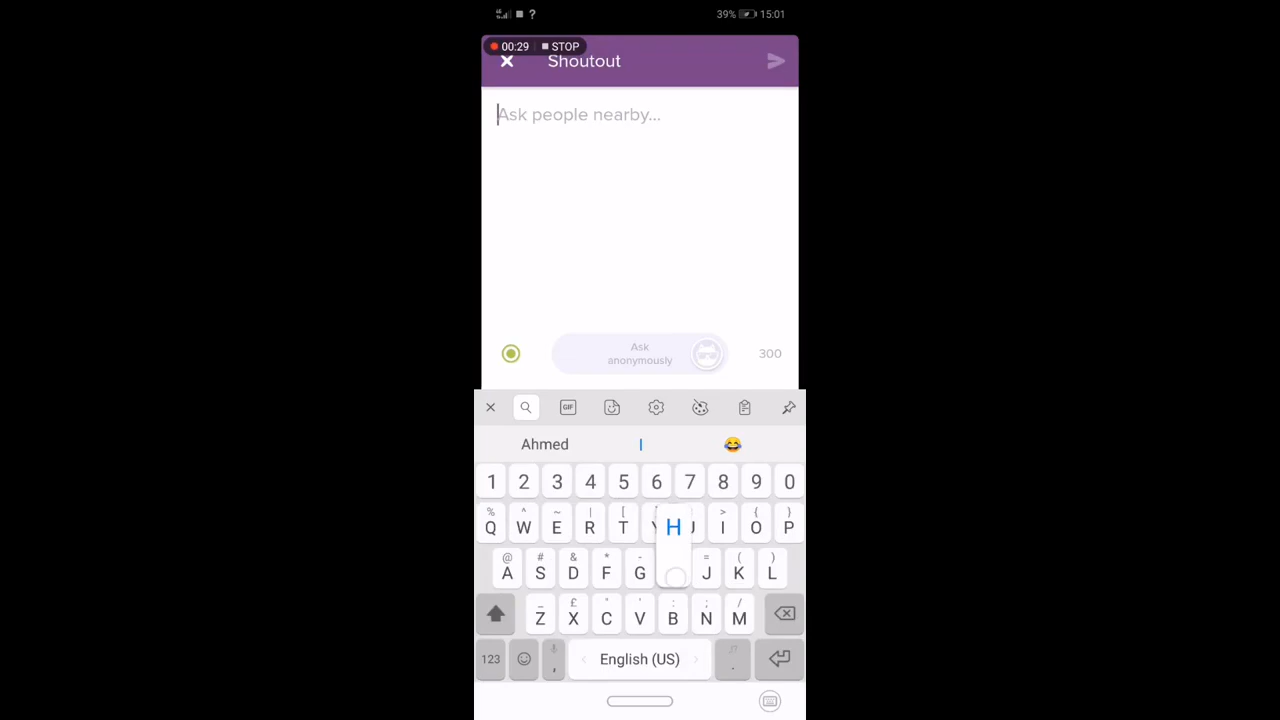 ? 39% 15:01
00:29 STOP
Shoutout
Ask people nearby...
Ask
anonymously
300
GIF
Ahmed I 😂
1 2 3 4 5 6 7 8 9 0
% ^ ~ | [ > { }
Q W E R T Y H J I O P
@ # & * - = ( )
A S D F G J K L
_ £ " ' : ; /
Z X C V B N M
123 , English (US) .